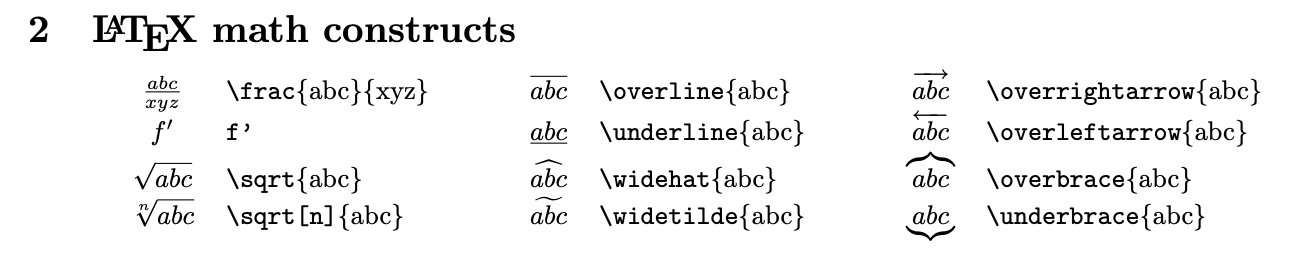 2 LATEX math constructs
abc/xyz \frac{abc}{xyz} abc \overline{abc} abc \overrightarrow{abc}
f′ f' abc \underline{abc} abc \overleftarrow{abc}
√abc \sqrt{abc} abc \widehat{abc} abc \overbrace{abc}
ⁿ√abc \sqrt[n]{abc} abc \widetilde{abc} abc \underbrace{abc}